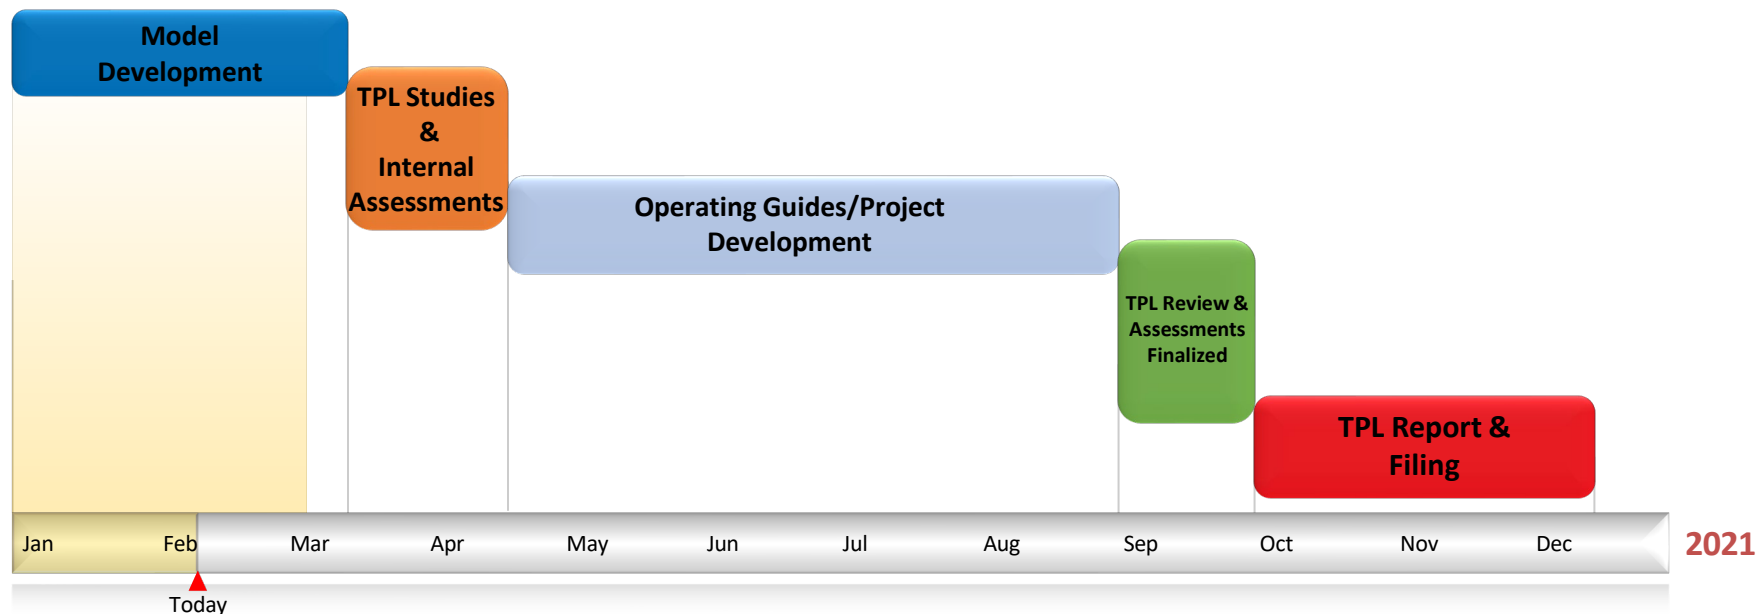 Model
Development
TPL Studies
&
Internal
Assessments
Operating Guides/Project
Development
TPL Review &
Assessments
Finalized
TPL Report &
Filing
Jan Feb Mar Apr May Jun Jul Aug Sep Oct Nov Dec 2021
Today